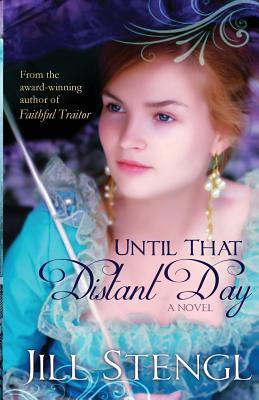 From the
award-winning
author of
Faithful Traitor
UNTIL THAT
Distant Day
A NOVEL
JILL STENGL